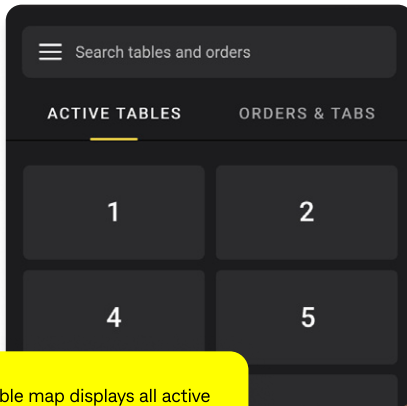 Search tables and orders
ACTIVE TABLES ORDERS & TABS
1 2
4 5
ble map displays all active